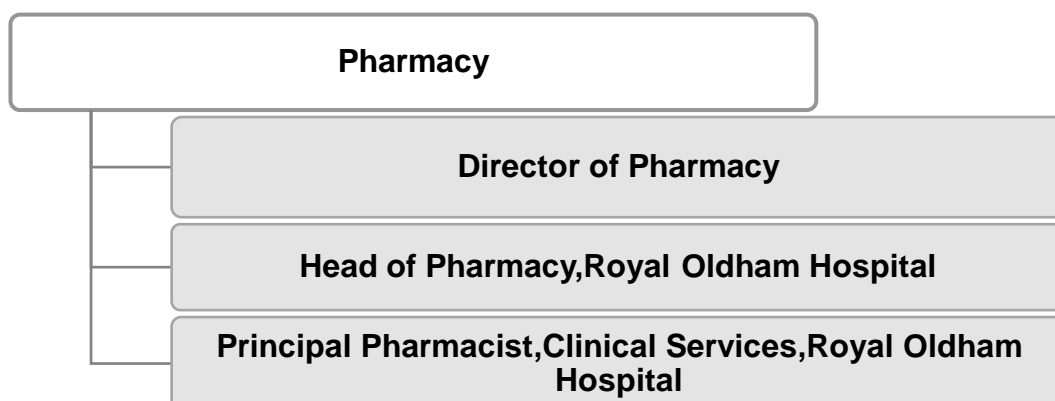 Pharmacy
Director of Pharmacy
Head of Pharmacy,Royal Oldham Hospital
Principal Pharmacist,Clinical Services,Royal Oldham
Hospital